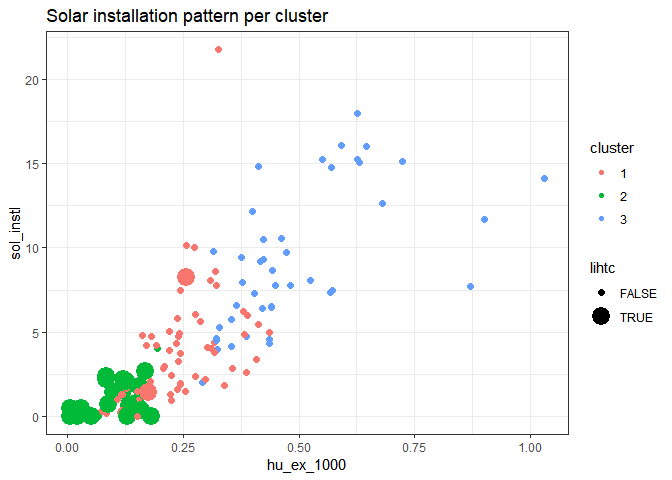 Solar installation pattern per cluster
sol_instl
20
15
10
5
0
0.00 0.25 0.50 0.75 1.00
hu_ex_1000
cluster
1
2
3
lihtc
FALSE
TRUE